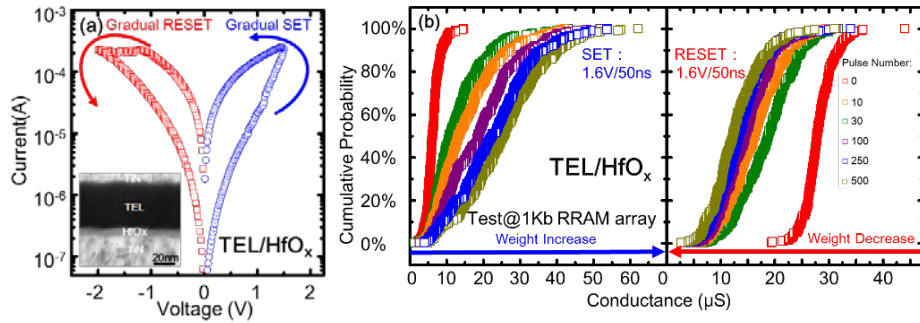 (a) Gradual RESET Gradual SET
10⁻³
10⁻⁴
10⁻⁵
10⁻⁶
10⁻⁷
Current(A)
TiN
TEL
HfOx
TiN
20nm
TEL/HfOₓ
-2 -1 0 1 2
Voltage (V)
(b)
Cumulative Probability
100%
80%
60%
40%
20%
0%
SET :
1.6V/50ns
TEL/HfOₓ
Test@1Kb RRAM array
Weight Increase
RESET :
1.6V/50ns
Pulse Number:
0
10
30
100
250
500
Weight Decrease
0 10 20 30 40 50 60 10 20 30 40
Conductance (µS)